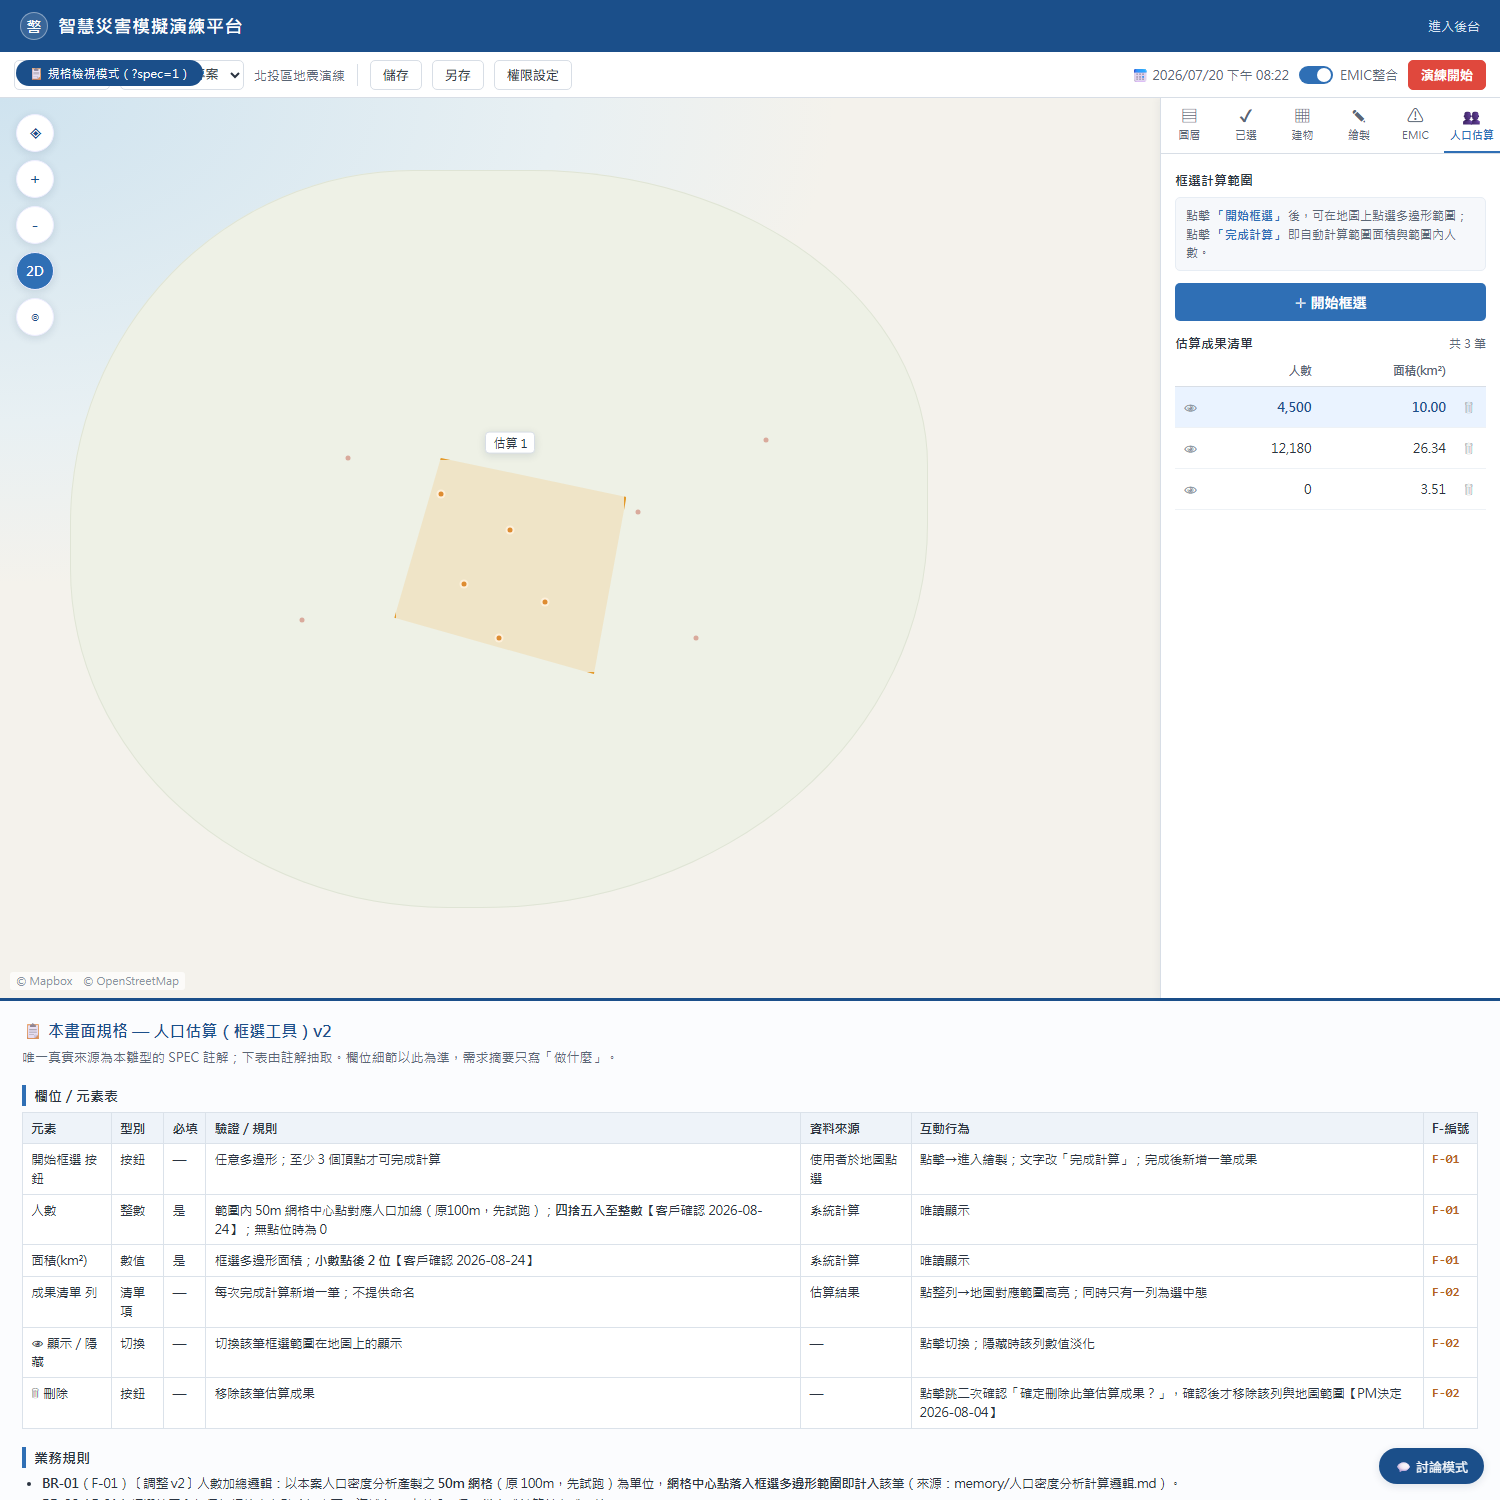 警 智慧災害模擬演練平台
進入後台
📋 規格檢視模式（?spec=1）
案
北投區地震演練
儲存
另存
權限設定
2026/07/20 下午 08:22
EMIC整合
演練開始
+
-
2D
圖層
已選
建物
繪製
EMIC
人口估算
框選計算範圍
點擊「開始框選」後，可在地圖上點選多邊形範圍；
點擊「完成計算」即自動計算範圍面積與範圍內人
數。
＋ 開始框選
估算成果清單
共 3 筆
人數 面積(km²)
4,500 10.00
12,180 26.34
0 3.51
估算 1
© Mapbox © OpenStreetMap
📋 本畫面規格 — 人口估算（框選工具）v2
唯一真實來源為本雛型的 SPEC 註解；下表由註解抽取。欄位細節以此為準，需求摘要只寫「做什麼」。
欄位 / 元素表
元素 型別 必填 驗證 / 規則 資料來源 互動行為 F-編號
開始框選 按
鈕
按鈕 — 任意多邊形；至少 3 個頂點才可完成計算
使用者於地圖點
選
點擊→進入繪製；文字改「完成計算」；完成後新增一筆成果 F-01
人數 整數 是
範圍內 50m 網格中心點對應人口加總（原100m，先試跑）；四捨五入至整數【客戶確認 2026-08-
24】；無點位時為 0
系統計算 唯讀顯示 F-01
面積(km²) 數值 是 框選多邊形面積；小數點後 2 位【客戶確認 2026-08-24】 系統計算 唯讀顯示 F-01
成果清單 列
清單
項
— 每次完成計算新增一筆；不提供命名 估算結果 點整列→地圖對應範圍高亮；同時只有一列為選中態 F-02
👁 顯示 / 隱
藏
切換 — 切換該筆框選範圍在地圖上的顯示 — 點擊切換；隱藏時該列數值淡化 F-02
🗑 刪除 按鈕 — 移除該筆估算成果 —
點擊跳二次確認「確定刪除此筆估算成果？」，確認後才移除該列與地圖範圍【PM決定
2026-08-04】
F-02
業務規則
• BR-01（F-01）〔調整 v2〕人數加總邏輯：以本案人口密度分析產製之 50m 網格（原 100m，先試跑）為單位，網格中心點落入框選多邊形範圍即計入該筆（來源：memory/人口密度分析計算邏輯.md）。
💬 討論模式